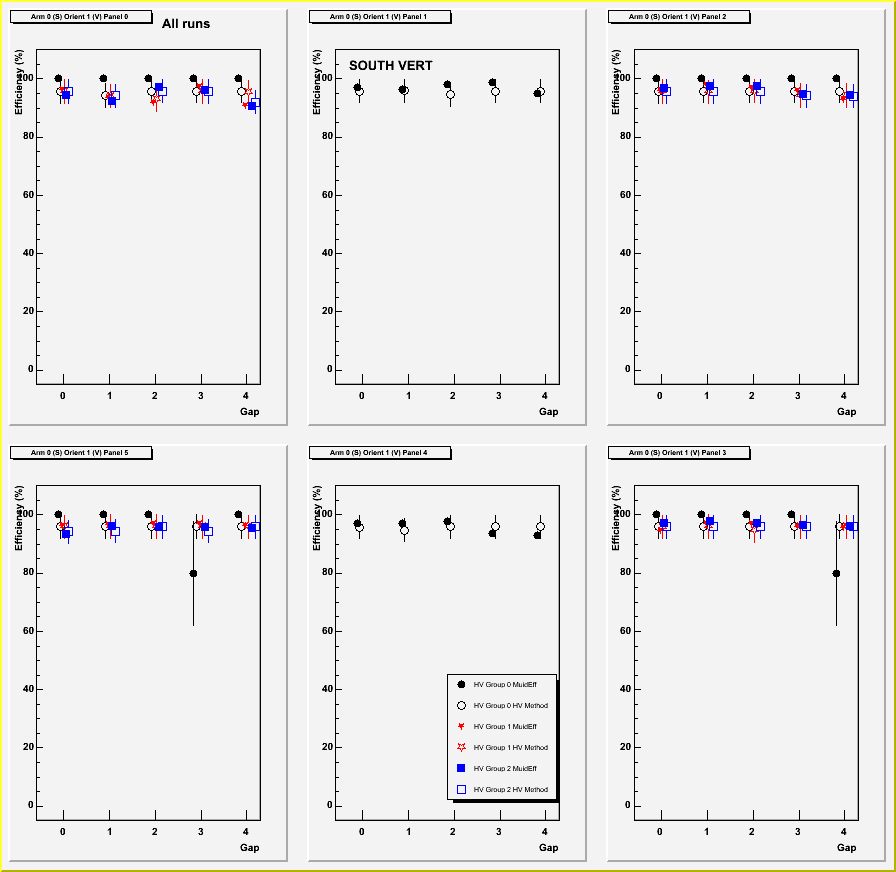 Arm 0 (S) Orient 1 (V) Panel 0
All runs
Efficiency (%)
100
80
60
40
20
0
0 1 2 3 4
Gap
Arm 0 (S) Orient 1 (V) Panel 1
SOUTH VERT
Efficiency (%)
100
80
60
40
20
0
0 1 2 3 4
Gap
Arm 0 (S) Orient 1 (V) Panel 2
Efficiency (%)
100
80
60
40
20
0
0 1 2 3 4
Gap
Arm 0 (S) Orient 1 (V) Panel 5
Efficiency (%)
100
80
60
40
20
0
0 1 2 3 4
Gap
Arm 0 (S) Orient 1 (V) Panel 4
Efficiency (%)
100
80
60
40
20
0
HV Group 0 MuidEff
HV Group 0 HV Method
HV Group 1 MuidEff
HV Group 1 HV Method
HV Group 2 MuidEff
HV Group 2 HV Method
0 1 2 3 4
Gap
Arm 0 (S) Orient 1 (V) Panel 3
Efficiency (%)
100
80
60
40
20
0
0 1 2 3 4
Gap